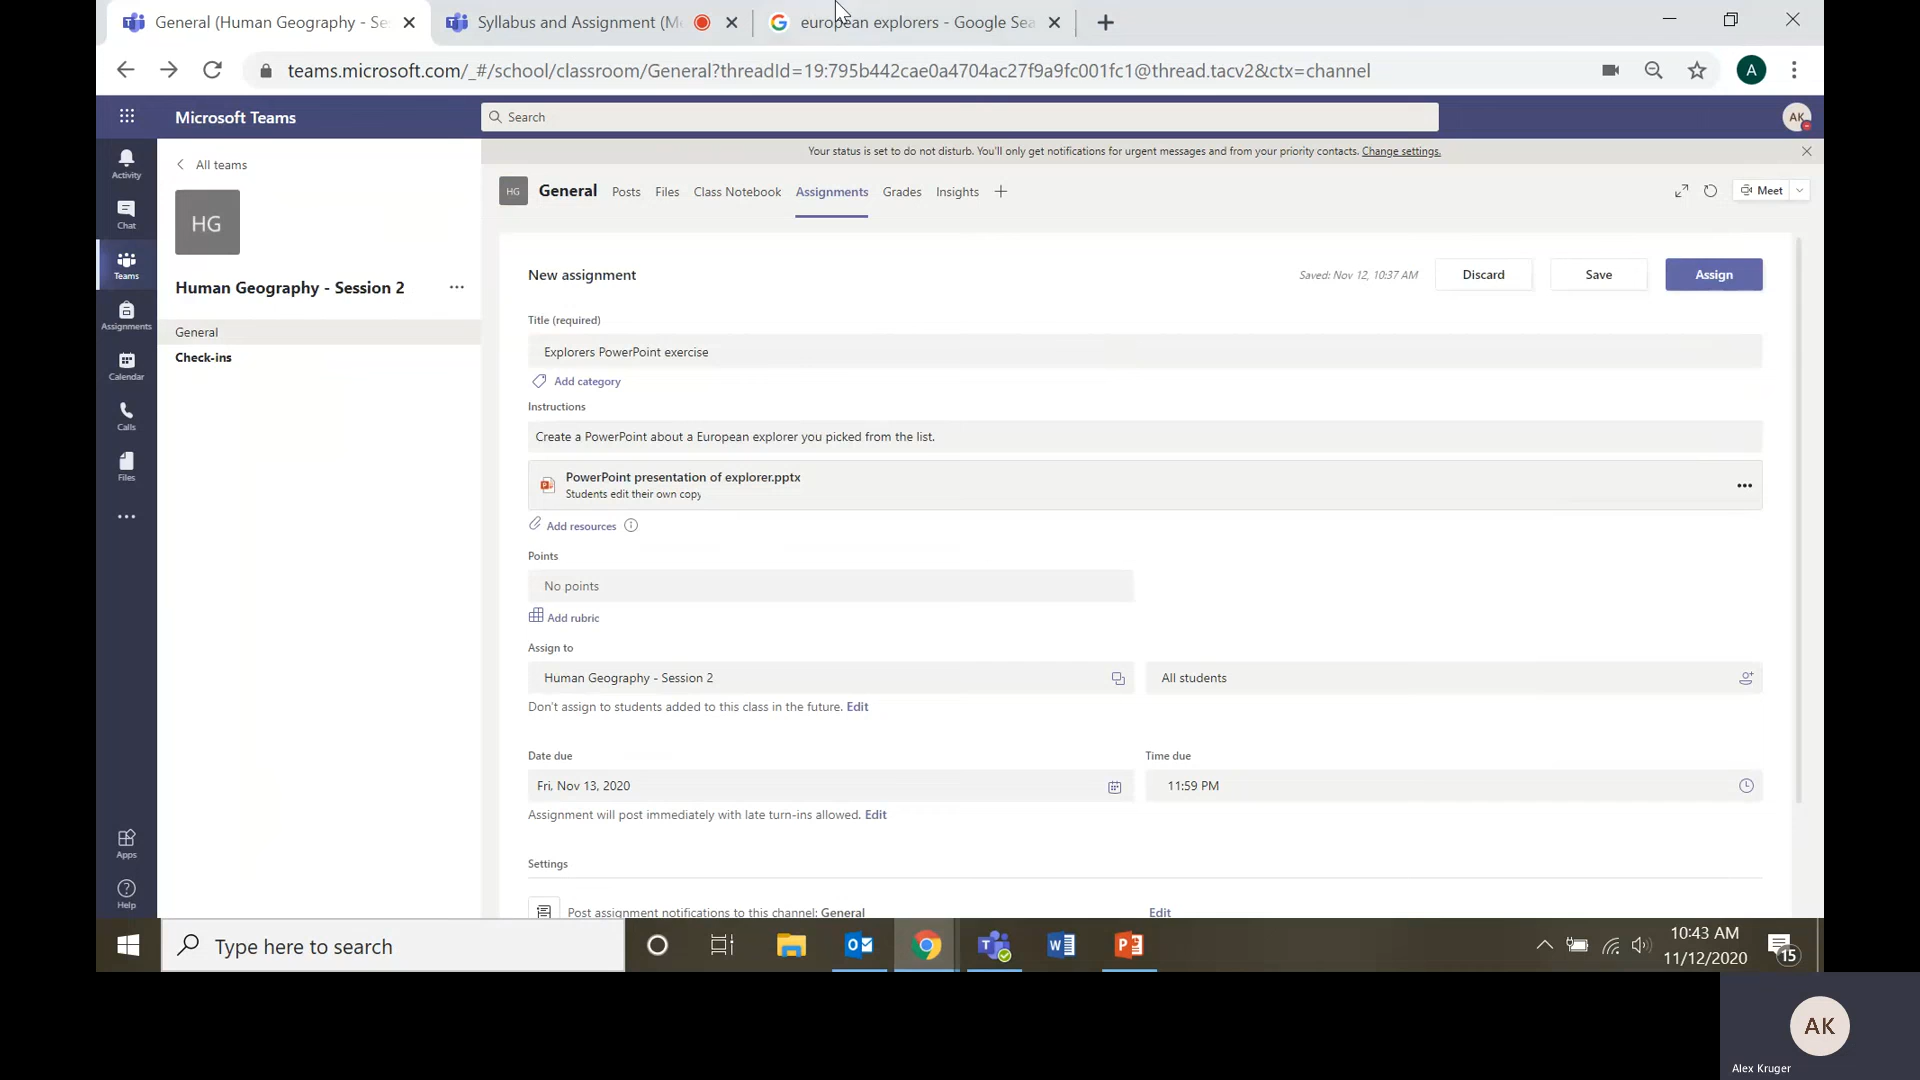 General (Human Geography - Se
Syllabus and Assignment (M
european explorers - Google Sea
teams.microsoft.com/_#/school/classroom/General?threadId=19:795b442cae0a4704ac27f9a9fc001fc1@thread.tacv2&ctx=channel
A
Microsoft Teams
Search
AK
Activity
Chat
Teams
Assignments
Calendar
Calls
Files
Apps
Help
All teams
HG
Human Geography - Session 2
General
Check-ins
Your status is set to do not disturb. You'll only get notifications for urgent messages and from your priority contacts. Change settings.
HG General Posts Files Class Notebook Assignments Grades Insights
Meet
New assignment
Saved: Nov 12, 10:37 AM
Discard
Save
Assign
Title (required)
Explorers PowerPoint exercise
Add category
Instructions
Create a PowerPoint about a European explorer you picked from the list.
PowerPoint presentation of explorer.pptx
Students edit their own copy
Add resources
Points
No points
Add rubric
Assign to
Human Geography - Session 2
All students
Don't assign to students added to this class in the future. Edit
Date due
Time due
Fri, Nov 13, 2020
11:59 PM
Assignment will post immediately with late turn-ins allowed. Edit
Settings
Post assignment notifications to this channel: General
Edit
Type here to search
10:43 AM
11/12/2020
15
AK
Alex Kruger